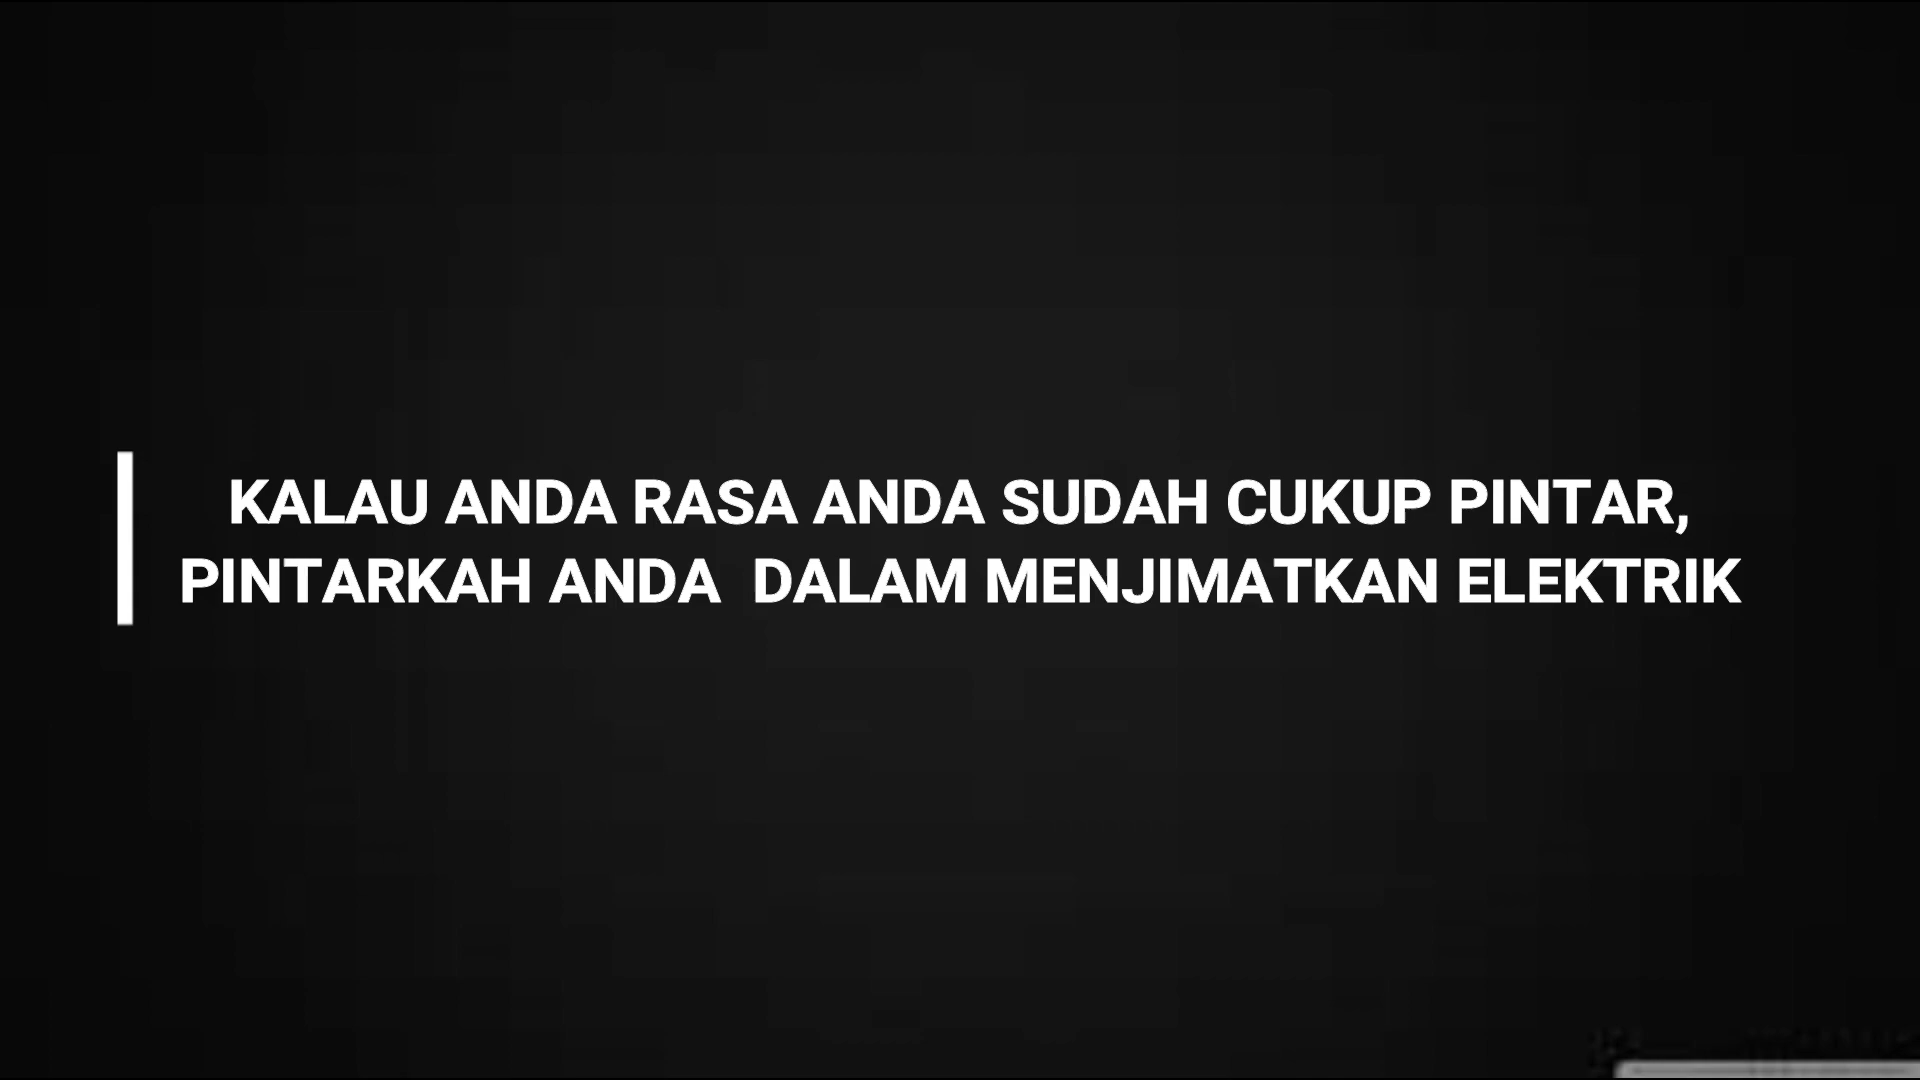 KALAU ANDA RASA ANDA SUDAH CUKUP PINTAR,
PINTARKAH ANDA  DALAM MENJIMATKAN ELEKTRIK